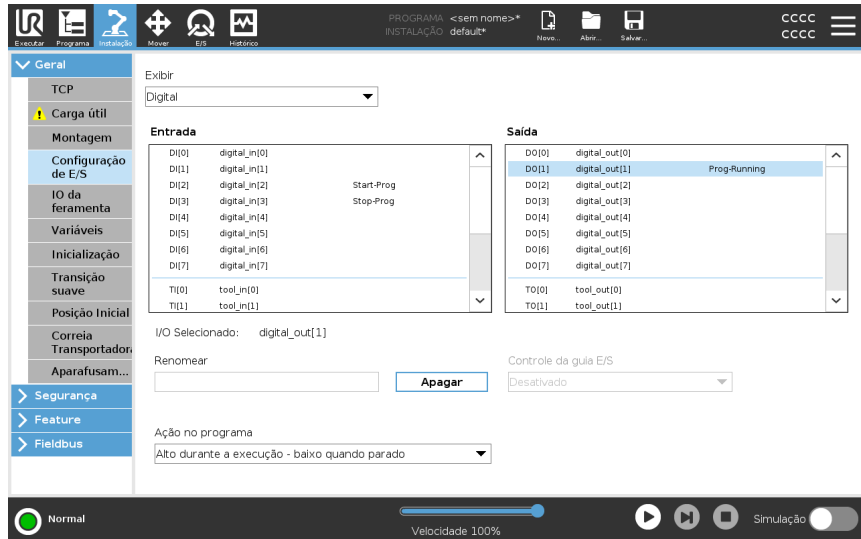 UR
Executar
Programa
Instalação
Mover
E/S
Histórico
PROGRAMA <sem nome>*
INSTALAÇÃO default*
Novo...
Abrir...
Salvar...
CCCC
CCCC
Geral
TCP
Carga útil
Montagem
Configuração
de E/S
IO da
feramenta
Variáveis
Inicialização
Transição
suave
Posição Inicial
Correia
Transportadora
Aparafusam...
Segurança
Feature
Fieldbus
Exibir
Digital
Entrada
DI[0] digital_in[0]
DI[1] digital_in[1]
DI[2] digital_in[2] Start-Prog
DI[3] digital_in[3] Stop-Prog
DI[4] digital_in[4]
DI[5] digital_in[5]
DI[6] digital_in[6]
DI[7] digital_in[7]
TI[0] tool_in[0]
TI[1] tool_in[1]
Saída
DO[0] digital_out[0]
DO[1] digital_out[1] Prog-Running
DO[2] digital_out[2]
DO[3] digital_out[3]
DO[4] digital_out[4]
DO[5] digital_out[5]
DO[6] digital_out[6]
DO[7] digital_out[7]
TO[0] tool_out[0]
TO[1] tool_out[1]
I/O Selecionado: digital_out[1]
Renomear
Apagar
Controle da guia E/S
Desativado
Ação no programa
Alto durante a execução - baixo quando parado
Normal
Velocidade 100%
Simulação